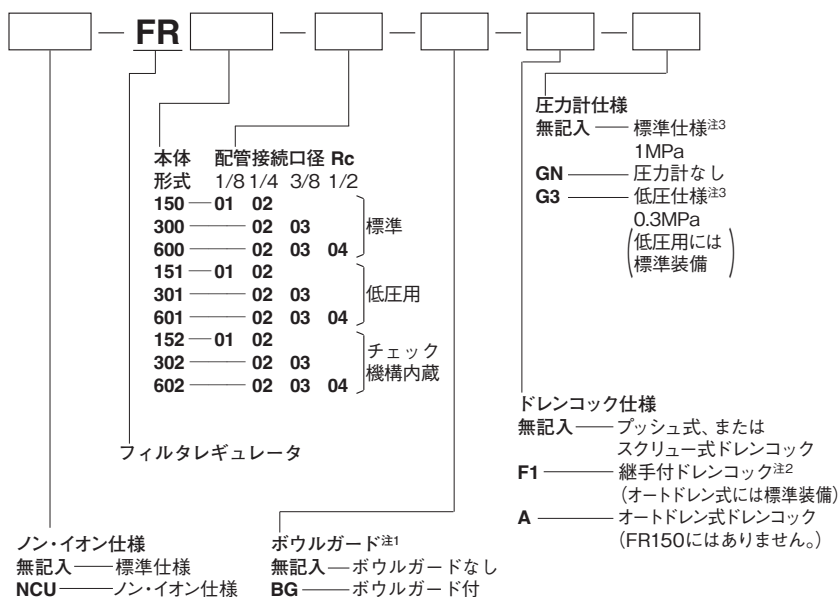 FR
圧力計仕様
無記入 標準仕様注3
1MPa
GN 圧力計なし
G3 低圧仕様注3
0.3MPa
(低圧用には
標準装備)
本体 配管接続口径 Rc
形式 1/8 1/4 3/8 1/2
150 01 02
300 02 03
600 02 03 04
標準
151 01 02
301 02 03
601 02 03 04
低圧用
152 01 02
302 02 03
602 02 03 04
チェック
機構内蔵
フィルタレギュレータ
ドレンコック仕様
無記入 プッシュ式、または
スクリュー式ドレンコック
F1 継手付ドレンコック注2
(オートドレン式には標準装備)
A オートドレン式ドレンコック
(FR150にはありません。)
ノン・イオン仕様
無記入 標準仕様
NCU ノン・イオン仕様
ボウルガード注1
無記入 ボウルガードなし
BG ボウルガード付